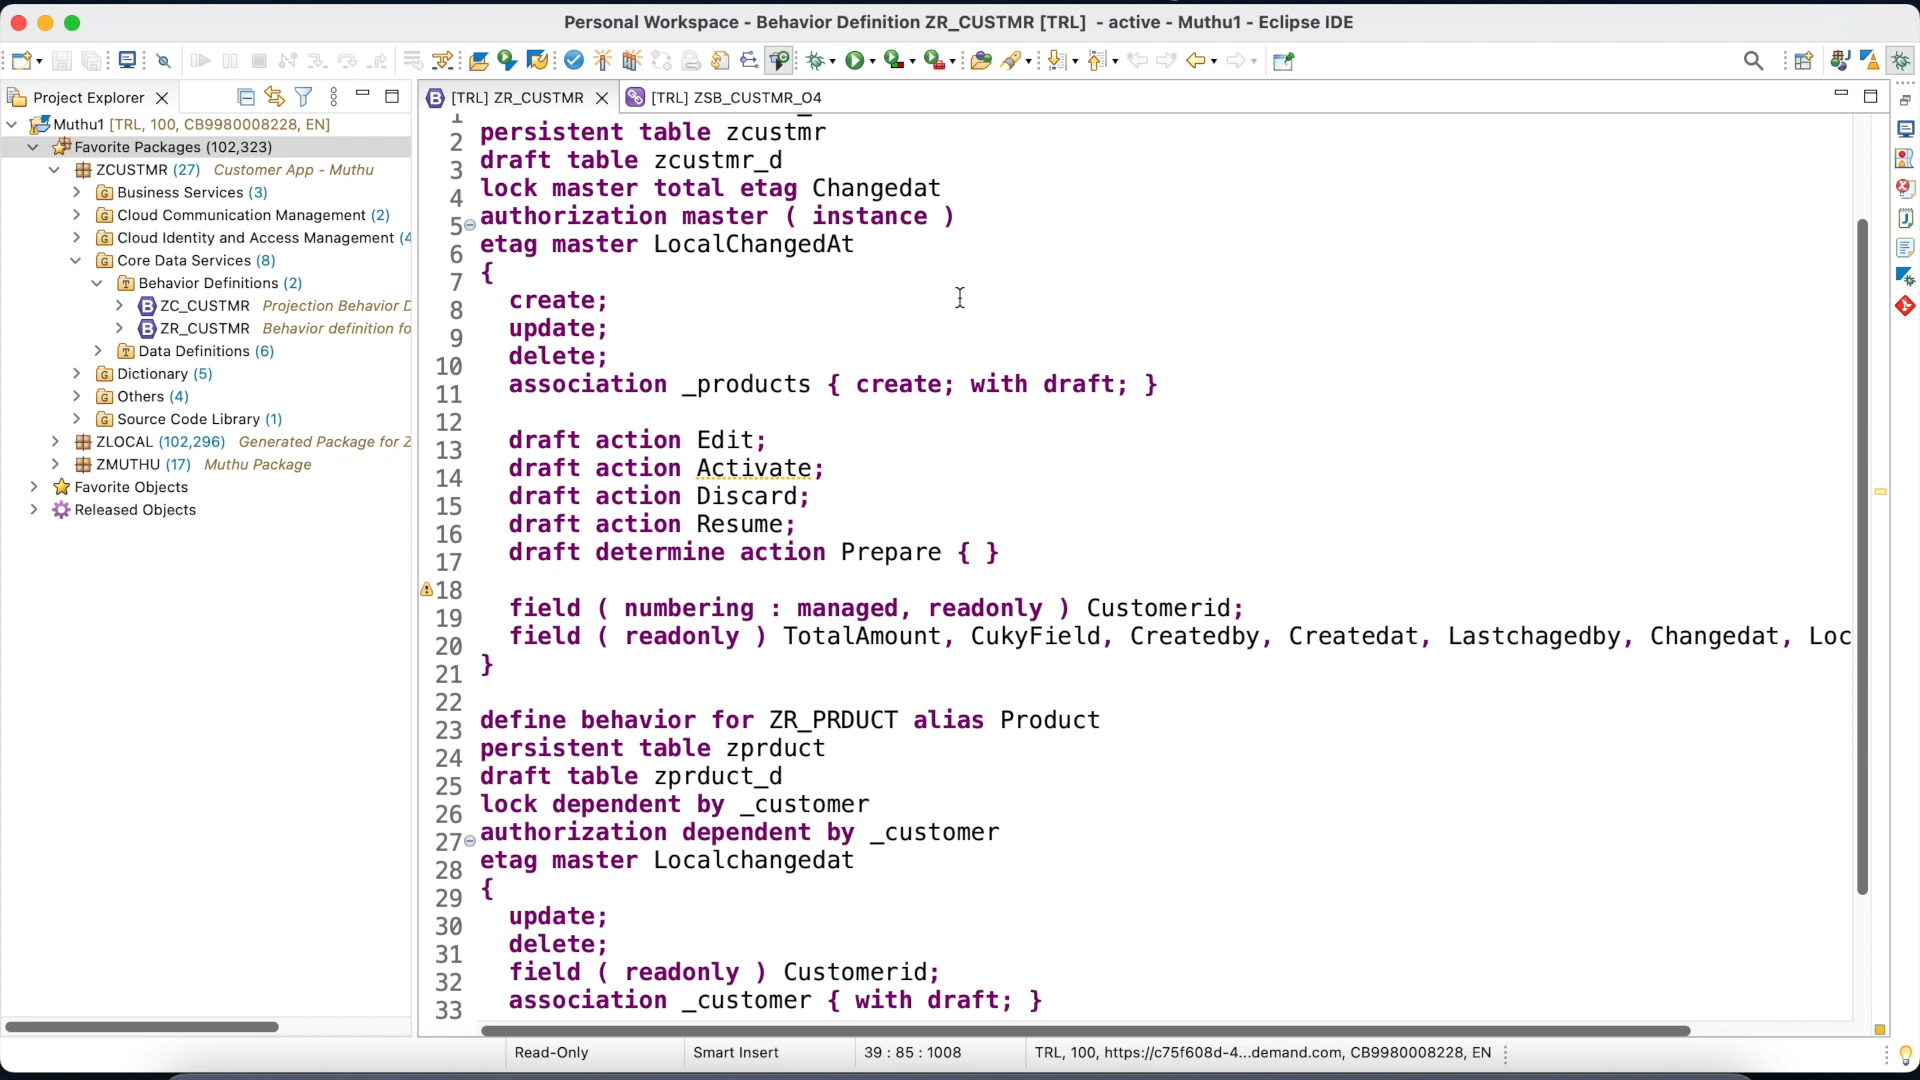 Personal Workspace - Behavior Definition ZR_CUSTMR [TRL]  - active - Muthu1 - Eclipse IDE
Project Explorer
[TRL] ZR_CUSTMR
[TRL] ZSB_CUSTMR_O4
Muthu1 [TRL, 100, CB9980008228, EN]
Favorite Packages (102,323)
ZCUSTMR (27) Customer App - Muthu
Business Services (3)
Cloud Communication Management (2)
Cloud Identity and Access Management (4
Core Data Services (8)
Behavior Definitions (2)
ZC_CUSTMR Projection Behavior D
ZR_CUSTMR Behavior definition fo
Data Definitions (6)
Dictionary (5)
Others (4)
Source Code Library (1)
ZLOCAL (102,296) Generated Package for Z
ZMUTHU (17) Muthu Package
Favorite Objects
Released Objects
1
2 persistent table zcustmr
3 draft table zcustmr_d
4 lock master total etag Changedat
5 authorization master ( instance )
6 etag master LocalChangedAt
7 {
8 create;
9 update;
10 delete;
11 association _products { create; with draft; }
12
13 draft action Edit;
14 draft action Activate;
15 draft action Discard;
16 draft action Resume;
17 draft determine action Prepare { }
18
19 field ( numbering : managed, readonly ) Customerid;
20 field ( readonly ) TotalAmount, CukyField, Createdby, Createdat, Lastchagedby, Changedat, Loc
21 }
22
23 define behavior for ZR_PRDUCT alias Product
24 persistent table zprduct
25 draft table zprduct_d
26 lock dependent by _customer
27 authorization dependent by _customer
28 etag master Localchangedat
29 {
30 update;
31 delete;
32 field ( readonly ) Customerid;
33 association _customer { with draft; }
Read-Only
Smart Insert
39 : 85 : 1008
TRL, 100, https://c75f608d-4...demand.com, CB9980008228, EN